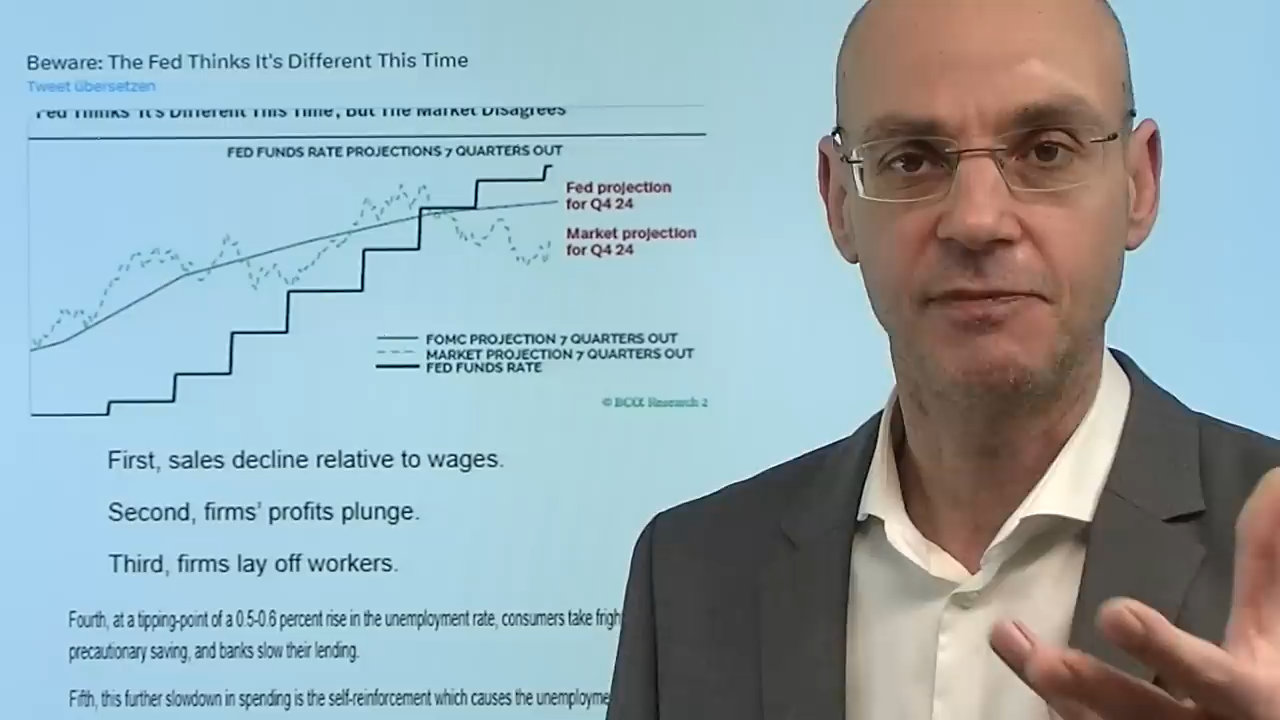 Beware: The Fed Thinks It's Different This Time
Tweet übersetzen
Fed Thinks 'It's Different This Time', But The Market Disagrees
FED FUNDS RATE PROJECTIONS 7 QUARTERS OUT
Fed projection
for Q4 24
Market projection
for Q4 24
FOMC PROJECTION 7 QUARTERS OUT
MARKET PROJECTION 7 QUARTERS OUT
FED FUNDS RATE
© BCA Research 2
First, sales decline relative to wages.
Second, firms' profits plunge.
Third, firms lay off workers.
Fourth, at a tipping-point of a 0.5-0.6 percent rise in the unemployment rate, consumers take frigh
precautionary saving, and banks slow their lending.
Fifth, this further slowdown in spending is the self-reinforcement which causes the unemployme